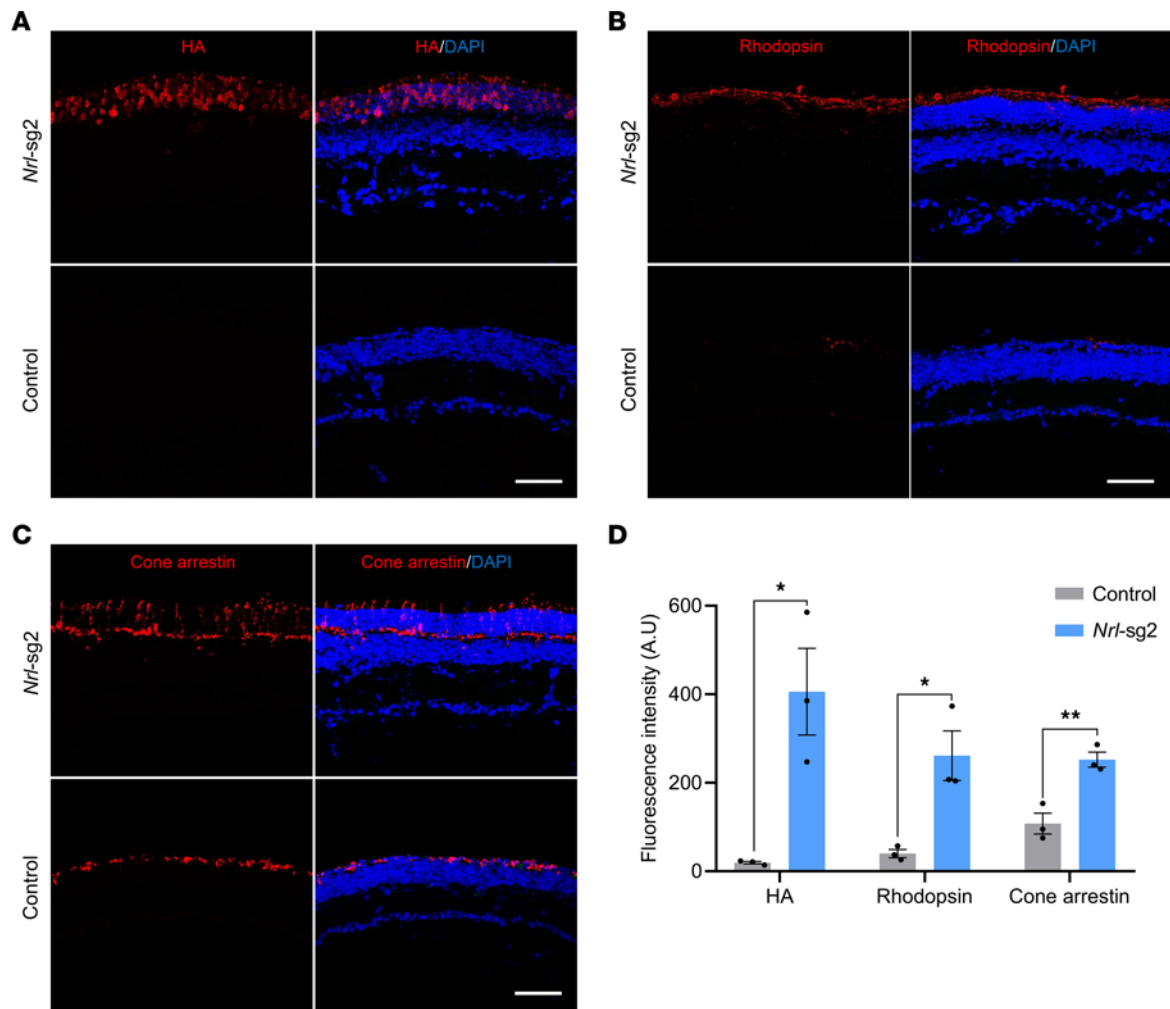 A
HA
HA/DAPI
Nrl-sg2
Control
B
Rhodopsin
Rhodopsin/DAPI
Nrl-sg2
Control
C
Cone arrestin
Cone arrestin/DAPI
Nrl-sg2
Control
D
Fluorescence intensity (A.U)
600
400
200
0
*
*
**
Control
Nrl-sg2
HA
Rhodopsin
Cone arrestin